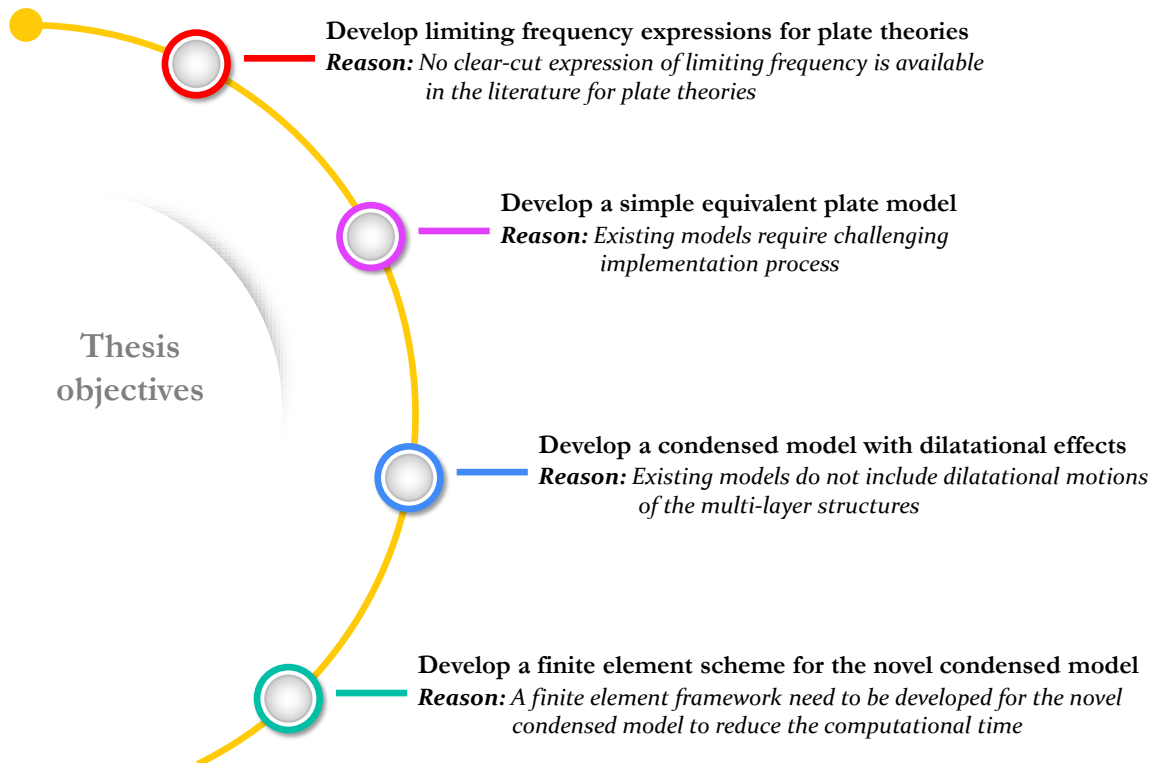 Develop limiting frequency expressions for plate theories
Reason: No clear-cut expression of limiting frequency is available
in the literature for plate theories
Develop a simple equivalent plate model
Reason: Existing models require challenging
implementation process
Thesis
objectives
Develop a condensed model with dilatational effects
Reason: Existing models do not include dilatational motions
of the multi-layer structures
Develop a finite element scheme for the novel condensed model
Reason: A finite element framework need to be developed for the novel
condensed model to reduce the computational time